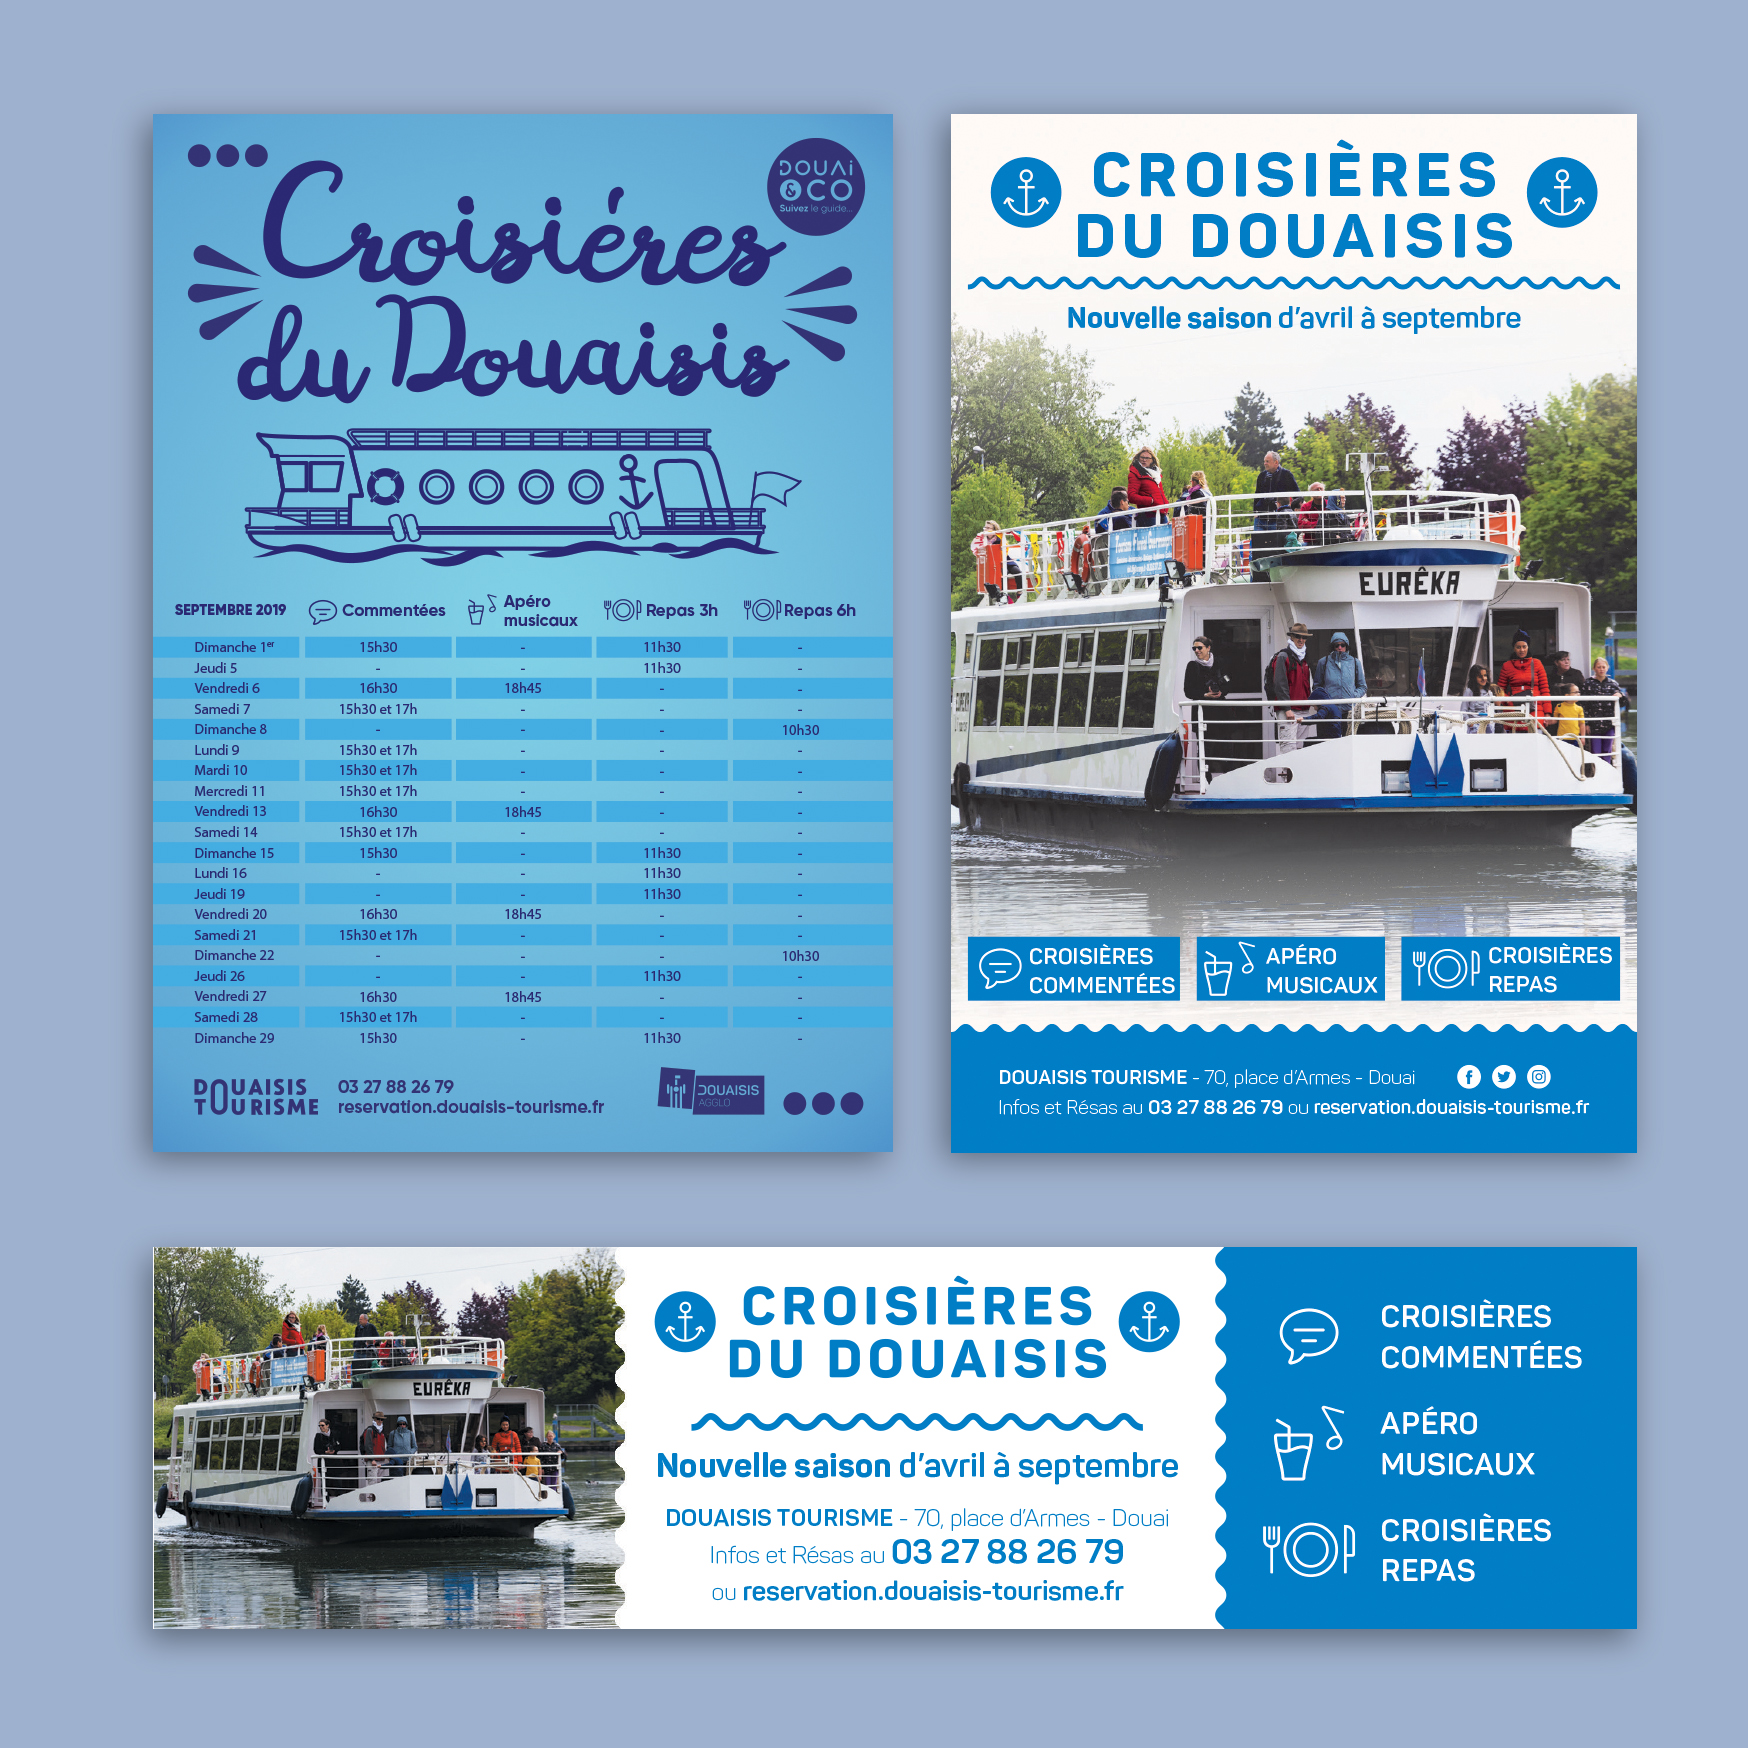 DOUAi
&CO
Suivez le guide...
Croisiéres
du Douaisis
SEPTEMBRE 2019 Commentées Apéro musicaux Repas 3h Repas 6h
Dimanche 1er 15h30 - 11h30 -
Jeudi 5 - - 11h30 -
Vendredi 6 16h30 18h45 - -
Samedi 7 15h30 et 17h - - -
Dimanche 8 - - - 10h30
Lundi 9 15h30 et 17h - - -
Mardi 10 15h30 et 17h - - -
Mercredi 11 15h30 et 17h - - -
Vendredi 13 16h30 18h45 - -
Samedi 14 15h30 et 17h - - -
Dimanche 15 15h30 - 11h30 -
Lundi 16 - - 11h30 -
Jeudi 19 - - 11h30 -
Vendredi 20 16h30 18h45 - -
Samedi 21 15h30 et 17h - - -
Dimanche 22 - - - 10h30
Jeudi 26 - - 11h30 -
Vendredi 27 16h30 18h45 - -
Samedi 28 15h30 et 17h - - -
Dimanche 29 15h30 - 11h30 -
DOUAISIS
TOURISME
03 27 88 26 79
reservation.douaisis-tourisme.fr
DOUAISIS
AGGLO
CROISIÈRES
DU DOUAISIS
Nouvelle saison d'avril à septembre
EURÊKA
CROISIÈRES
COMMENTÉES
APÉRO
MUSICAUX
CROISIÈRES
REPAS
DOUAISIS TOURISME - 70, place d'Armes - Douai
Infos et Résas au 03 27 88 26 79 ou reservation.douaisis-tourisme.fr
EURÊKA
CROISIÈRES
DU DOUAISIS
Nouvelle saison d'avril à septembre
DOUAISIS TOURISME - 70, place d'Armes - Douai
Infos et Résas au 03 27 88 26 79
ou reservation.douaisis-tourisme.fr
CROISIÈRES
COMMENTÉES
APÉRO
MUSICAUX
CROISIÈRES
REPAS